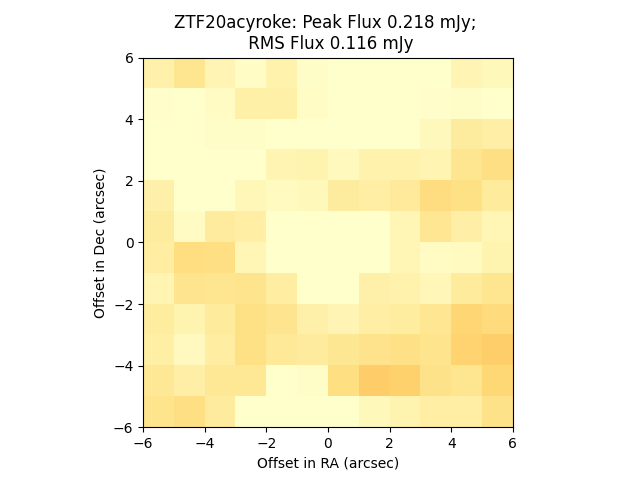 ZTF20acyroke: Peak Flux 0.218 mJy;
RMS Flux 0.116 mJy
6
4
2
0
−2
−4
−6
Offset in Dec (arcsec)
−6 −4 −2 0 2 4 6
Offset in RA (arcsec)